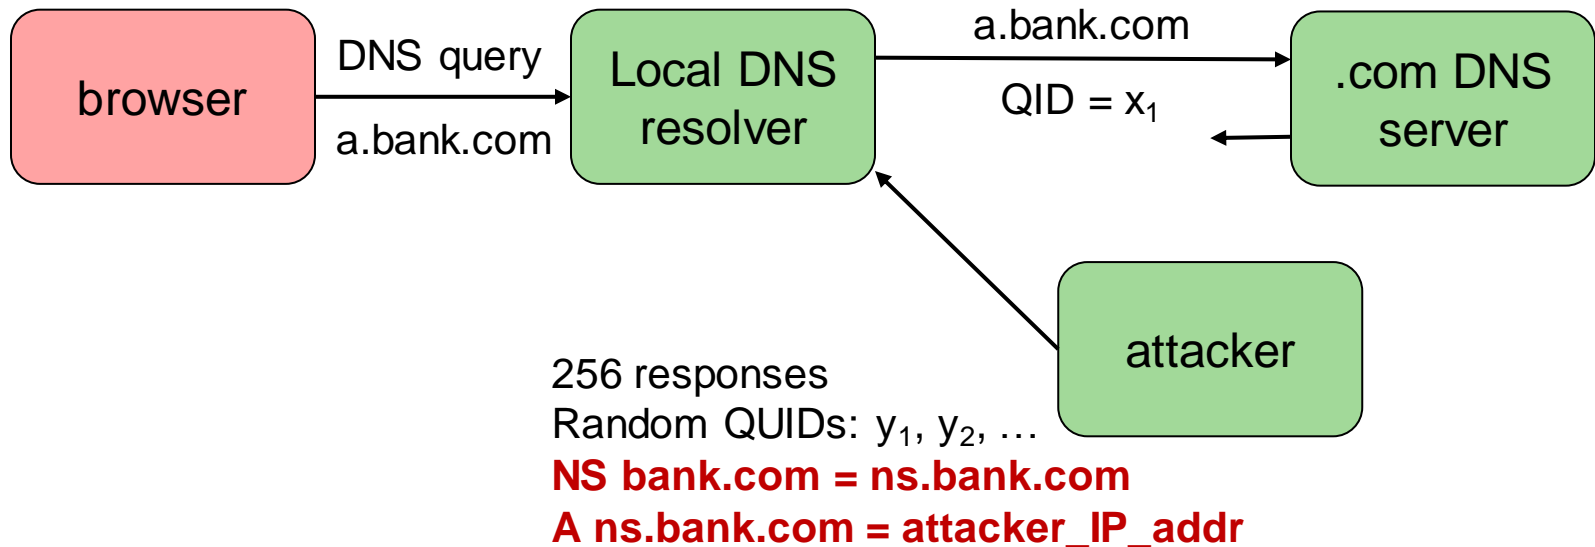 browser
DNS query
a.bank.com
Local DNS
resolver
a.bank.com
QID = x₁
.com DNS
server
attacker
256 responses
Random QUIDs: y₁, y₂, …
NS bank.com = ns.bank.com
A ns.bank.com = attacker_IP_addr